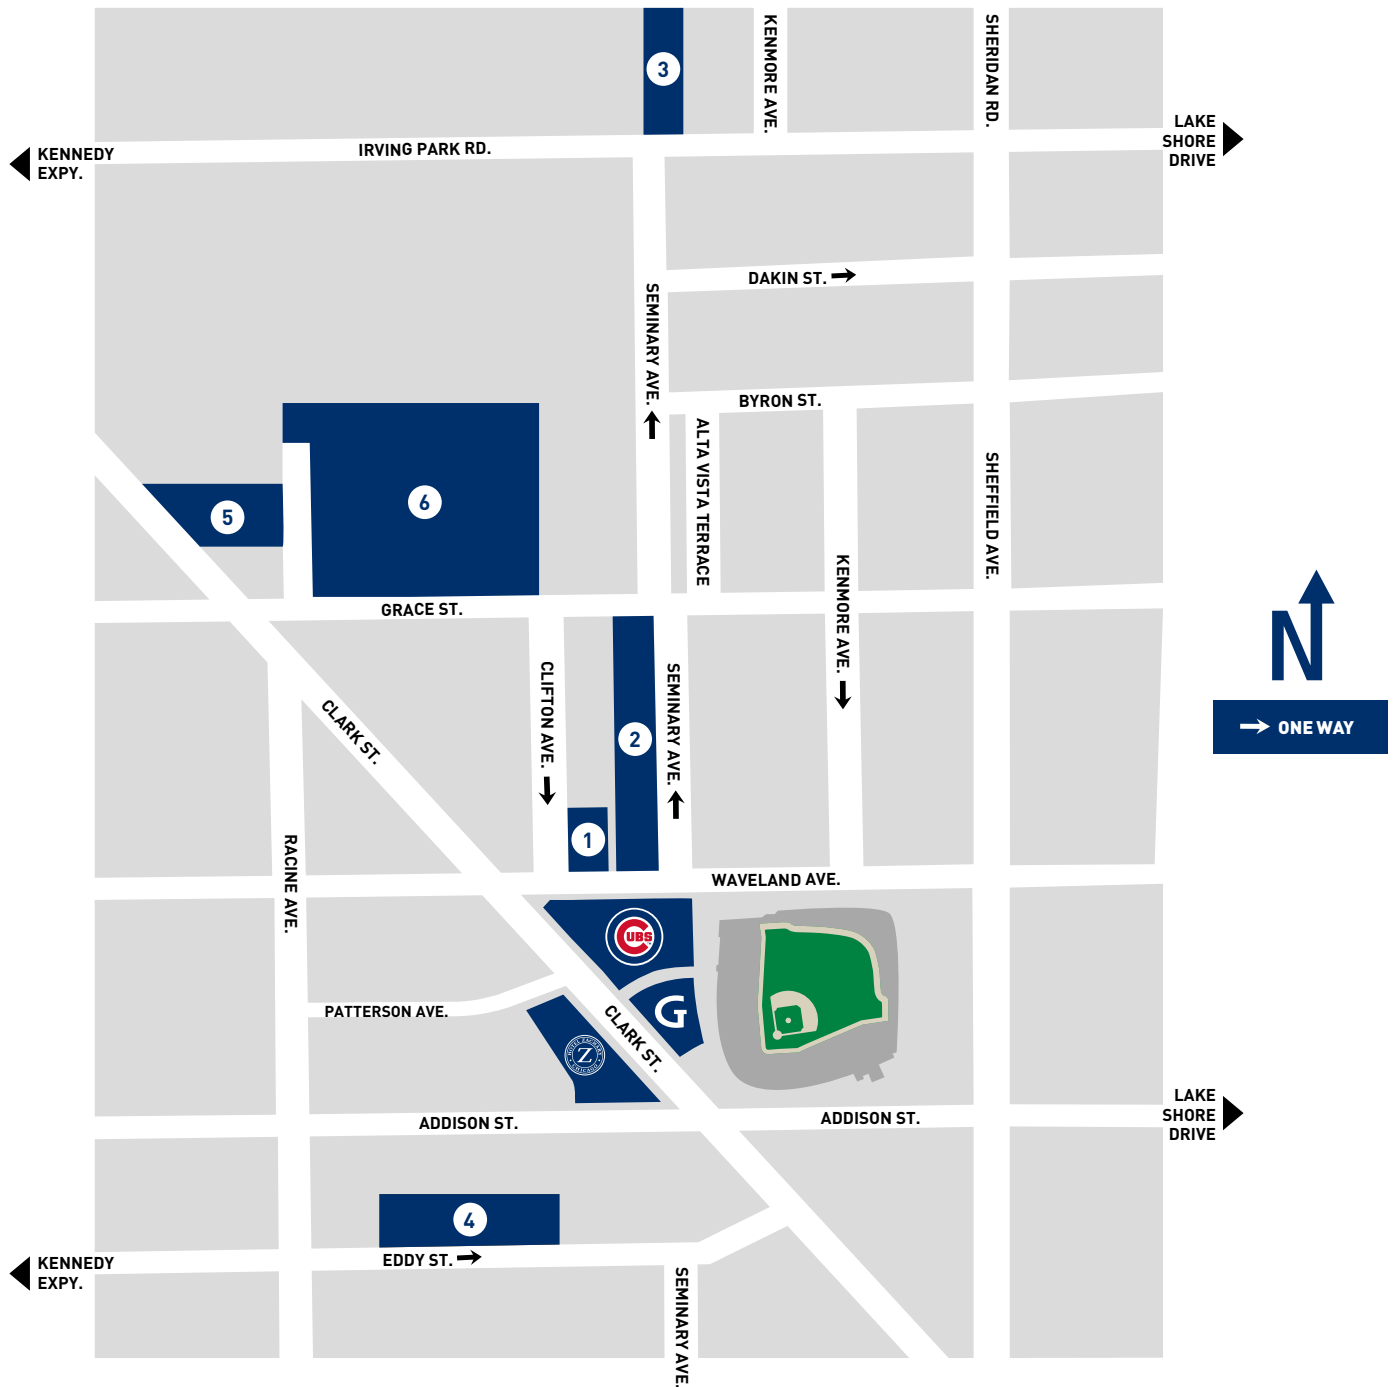 KENMORE AVE.
SHERIDAN RD.
3
LAKE
SHORE
DRIVE
KENNEDY
EXPY.
IRVING PARK RD.
DAKIN ST.
SEMINARY AVE.
BYRON ST.
ALTA VISTA TERRACE
SHEFFIELD AVE.
6
5
KENMORE AVE.
GRACE ST.
N
ONE WAY
CLIFTON AVE.
SEMINARY AVE.
CLARK ST.
2
1
RACINE AVE.
WAVELAND AVE.
CUBS
G
PATTERSON AVE.
CLARK ST.
HOTEL ZACHARY
Z
CHICAGO
ADDISON ST.
ADDISON ST.
LAKE
SHORE
DRIVE
4
EDDY ST.
KENNEDY
EXPY.
SEMINARY AVE.